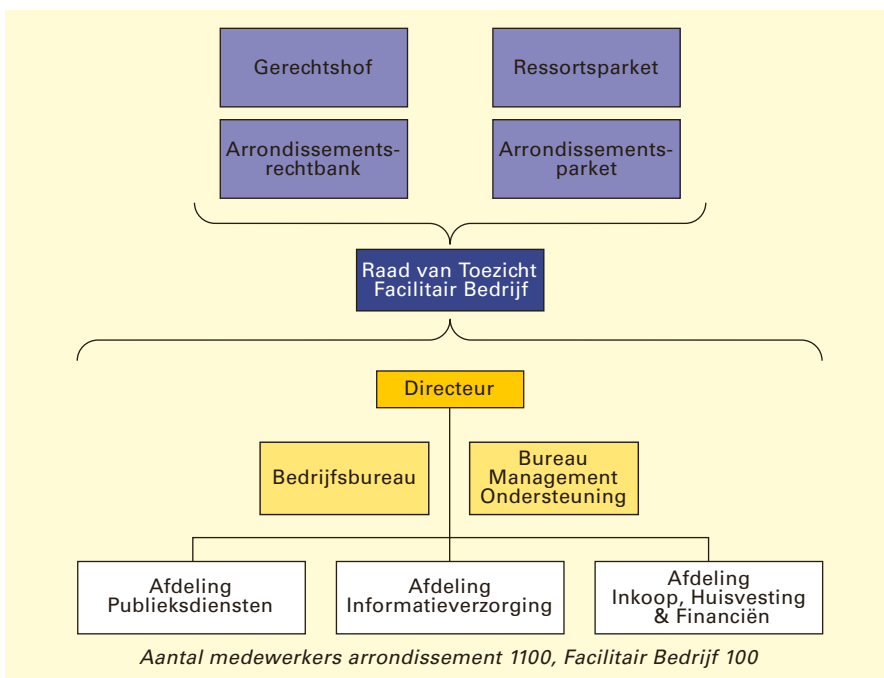 Gerechtshof
Ressortsparket
Arrondissements-
rechtbank
Arrondissements-
parket
Raad van Toezicht
Facilitair Bedrijf
Directeur
Bedrijfsbureau
Bureau
Management
Ondersteuning
Afdeling
Publieksdiensten
Afdeling
Informatieverzorging
Afdeling
Inkoop, Huisvesting
& Financiën
Aantal medewerkers arrondissement 1100, Facilitair Bedrijf 100